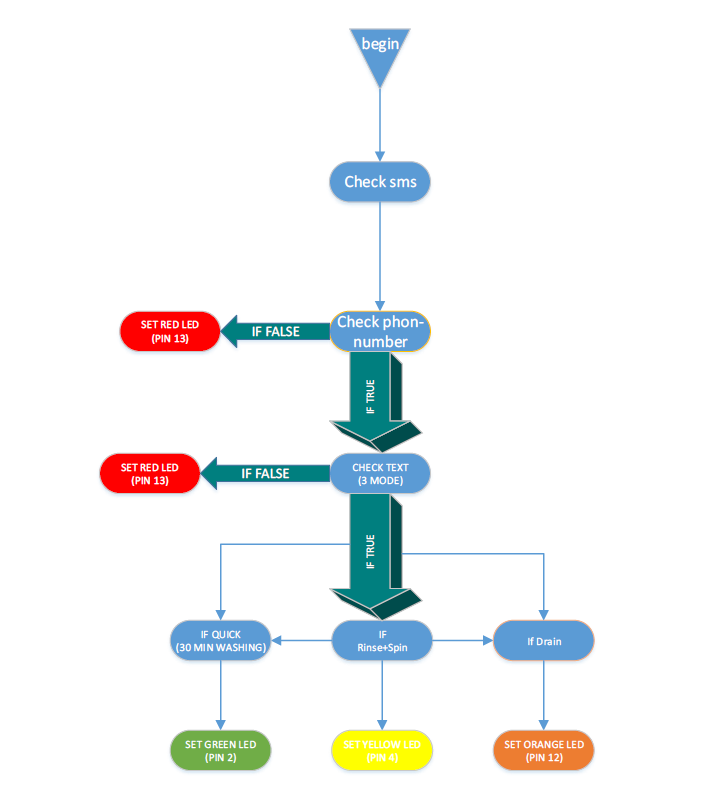 begin
Check sms
SET RED LED
(PIN 13)
IF FALSE
Check phon-
number
IF TRUE
SET RED LED
(PIN 13)
IF FALSE
CHECK TEXT
(3 MODE)
IF TRUE
IF QUICK
(30 MIN WASHING)
IF
Rinse+Spin
If Drain
SET GREEN LED
(PIN 2)
SET YELLOW LED
(PIN 4)
SET ORANGE LED
(PIN 12)